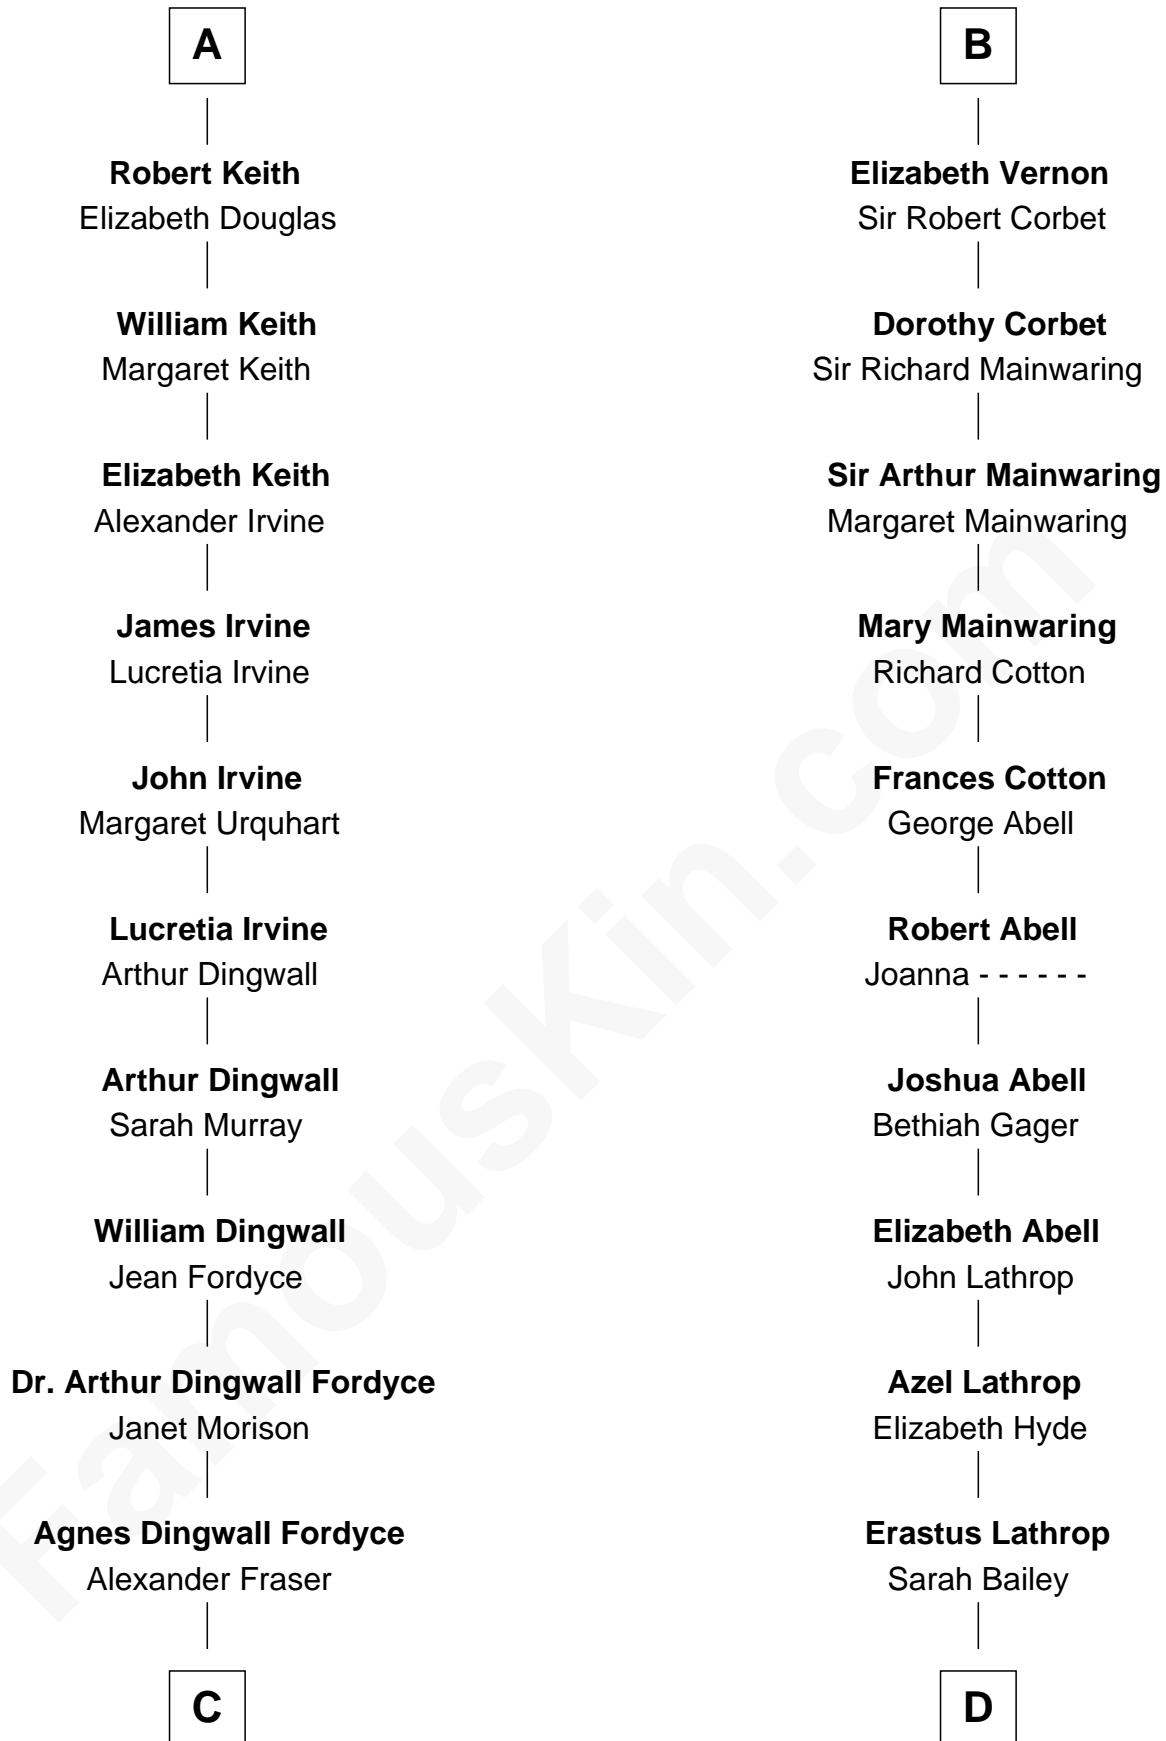 A
Robert Keith
Elizabeth Douglas
William Keith
Margaret Keith
Elizabeth Keith
Alexander Irvine
James Irvine
Lucretia Irvine
John Irvine
Margaret Urquhart
Lucretia Irvine
Arthur Dingwall
Arthur Dingwall
Sarah Murray
William Dingwall
Jean Fordyce
Dr. Arthur Dingwall Fordyce
Janet Morison
Agnes Dingwall Fordyce
Alexander Fraser
C
B
Elizabeth Vernon
Sir Robert Corbet
Dorothy Corbet
Sir Richard Mainwaring
Sir Arthur Mainwaring
Margaret Mainwaring
Mary Mainwaring
Richard Cotton
Frances Cotton
George Abell
Robert Abell
Joanna - - - - - -
Joshua Abell
Bethiah Gager
Elizabeth Abell
John Lathrop
Azel Lathrop
Elizabeth Hyde
Erastus Lathrop
Sarah Bailey
D
FamousKin.com